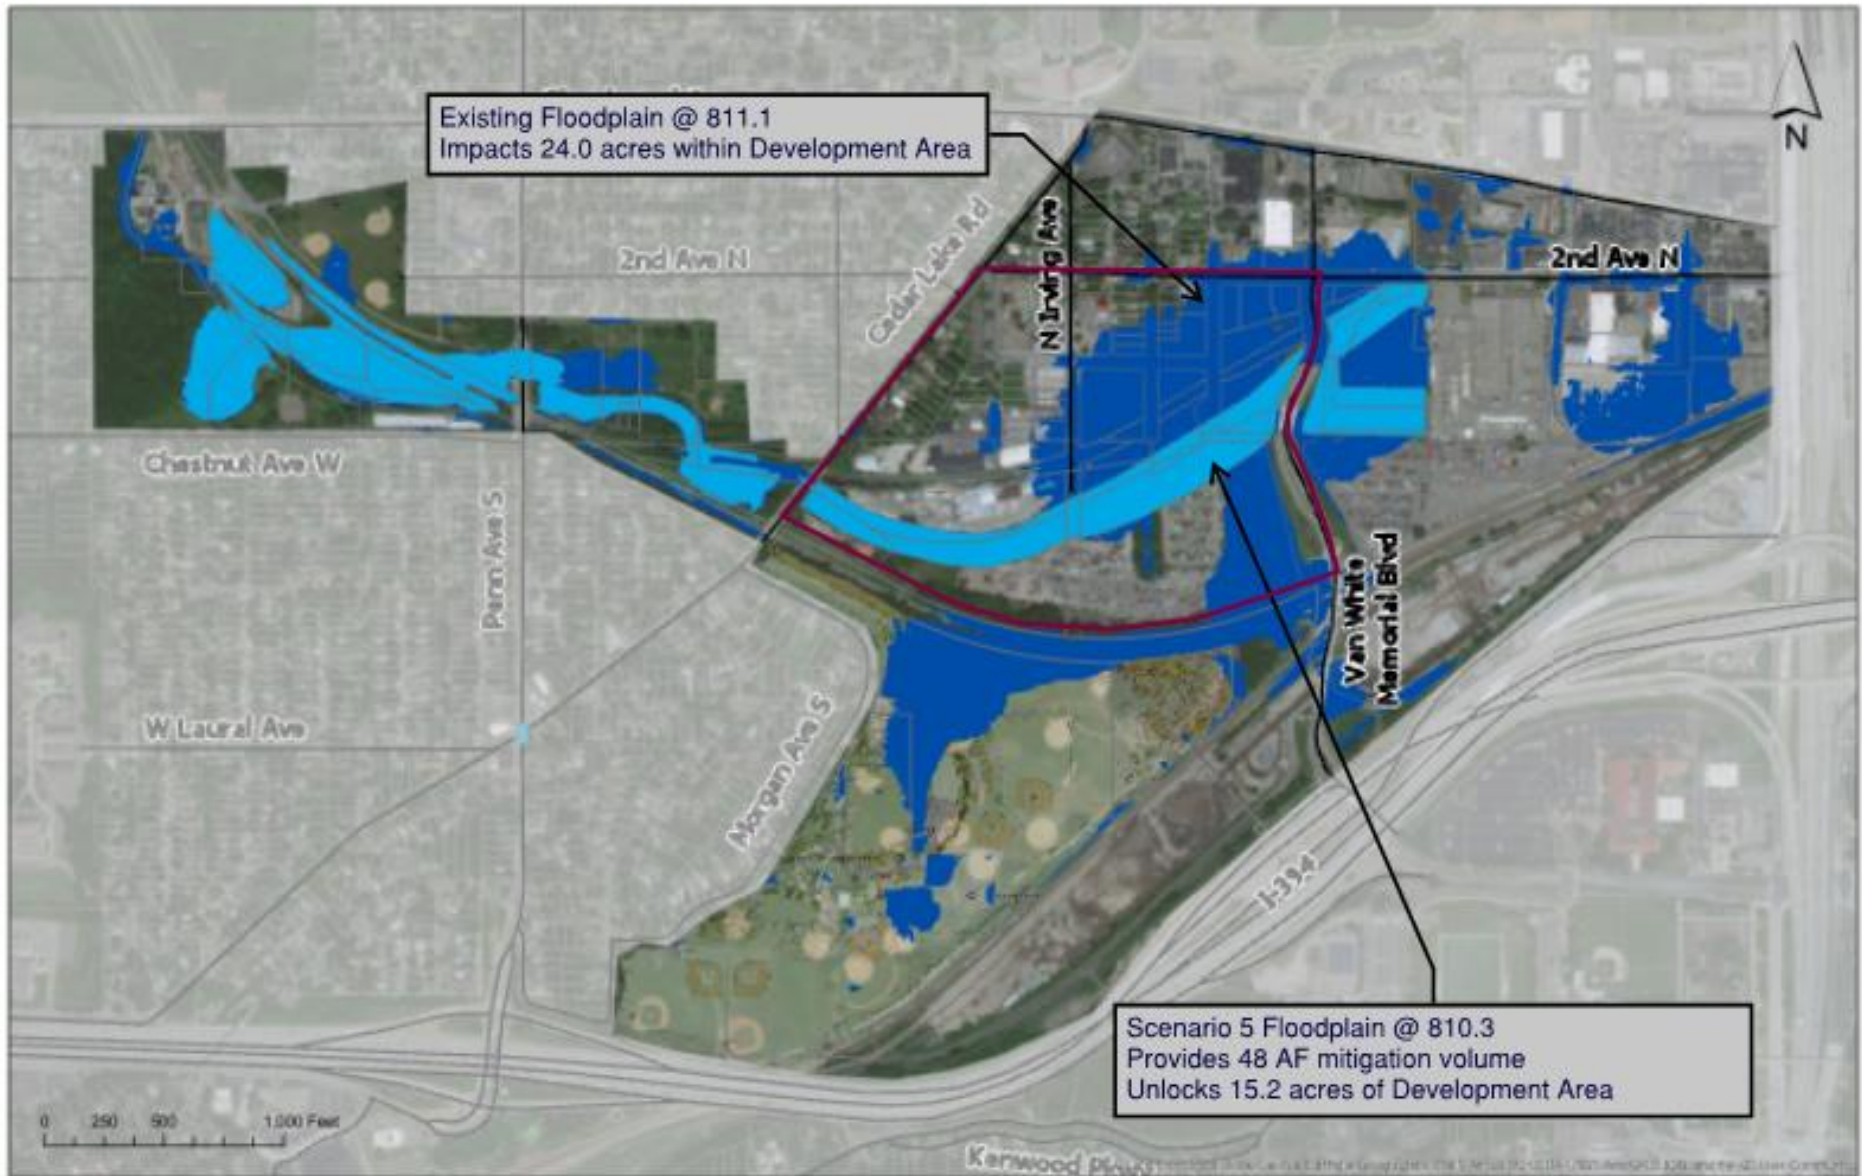 Existing Floodplain @ 811.1
Impacts 24.0 acres within Development Area
N
2nd Ave N
Cedar Lake Rd
N Irving Ave
2nd Ave N
Chestnut Ave W
Penn Ave S
Van White
Memorial Blvd
W Laural Ave
Morgan Ave S
I-394
Scenario 5 Floodplain @ 810.3
Provides 48 AF mitigation volume
Unlocks 15.2 acres of Development Area
0 250 500 1,000 Feet
Kenwood